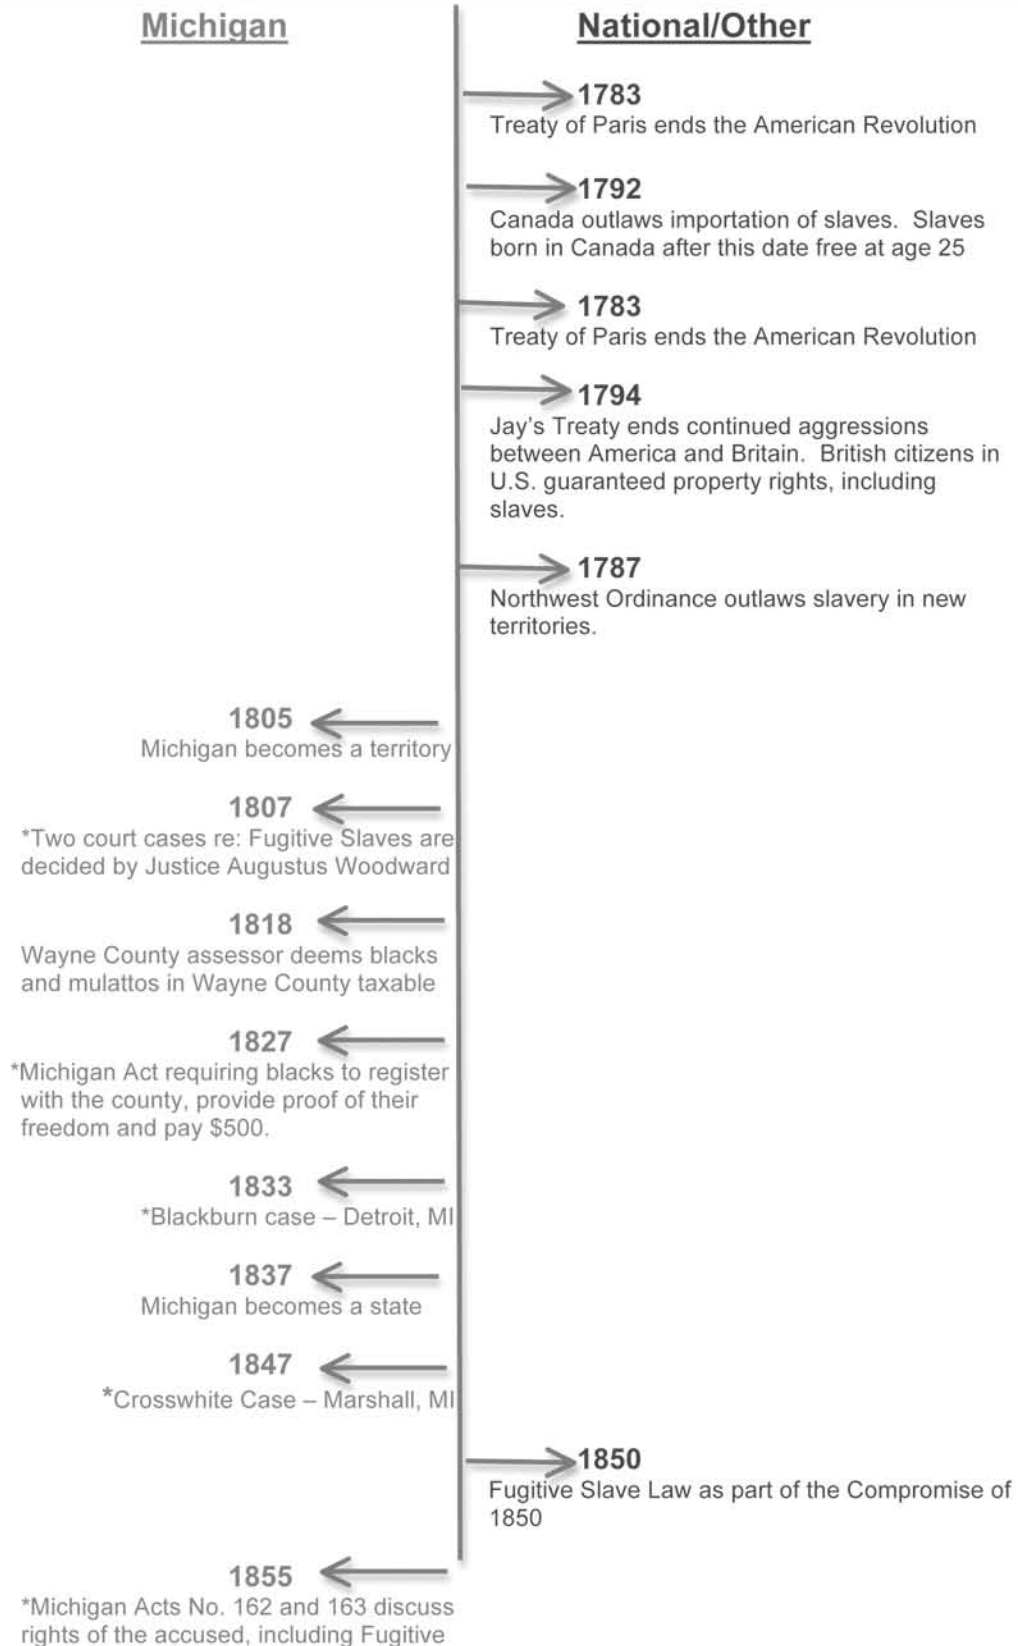 Michigan
National/Other
1783
Treaty of Paris ends the American Revolution
1792
Canada outlaws importation of slaves.  Slaves
born in Canada after this date free at age 25
1783
Treaty of Paris ends the American Revolution
1794
Jay's Treaty ends continued aggressions
between America and Britain.  British citizens in
U.S. guaranteed property rights, including
slaves.
1787
Northwest Ordinance outlaws slavery in new
territories.
1805
Michigan becomes a territory
1807
*Two court cases re: Fugitive Slaves are
decided by Justice Augustus Woodward
1818
Wayne County assessor deems blacks
and mulattos in Wayne County taxable
1827
*Michigan Act requiring blacks to register
with the county, provide proof of their
freedom and pay $500.
1833
*Blackburn case – Detroit, MI
1837
Michigan becomes a state
1847
*Crosswhite Case – Marshall, MI
1850
Fugitive Slave Law as part of the Compromise of
1850
1855
*Michigan Acts No. 162 and 163 discuss
rights of the accused, including Fugitive